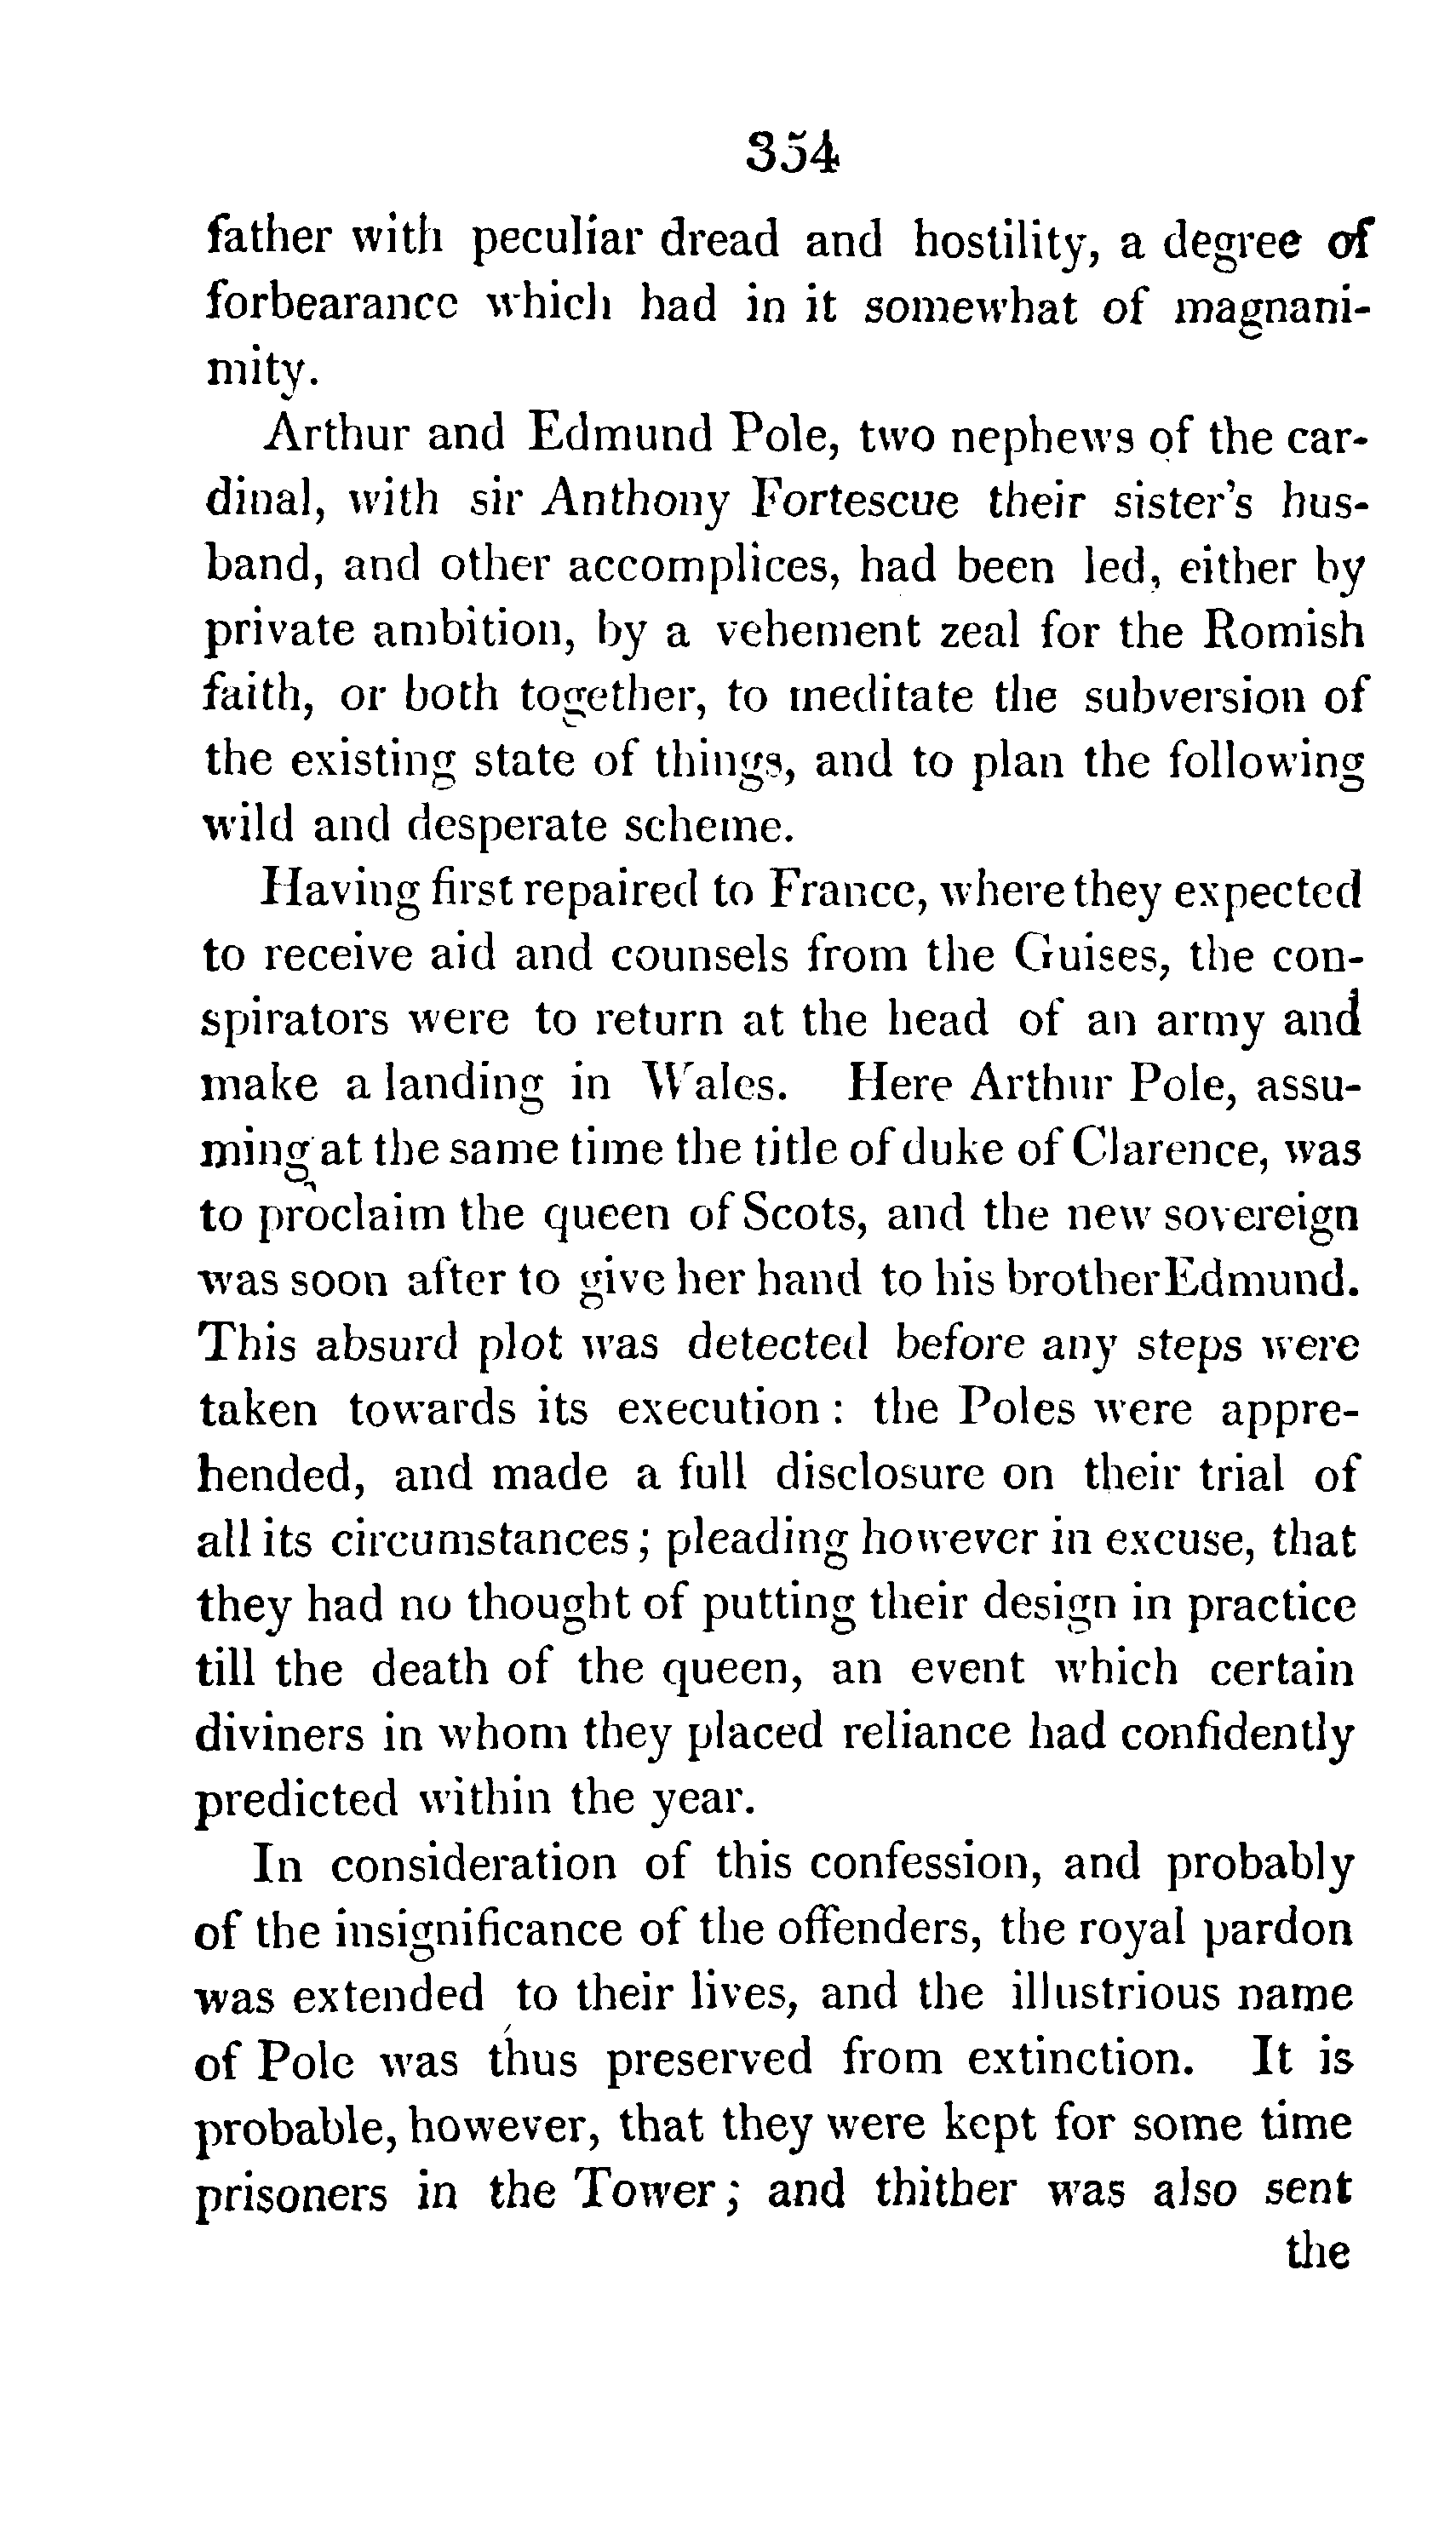 354
father with peculiar dread and hostility, a degree of
forbearance which had in it somewhat of magnani-
mity.
Arthur and Edmund Pole, two nephews of the car-
dinal, with sir Anthony Fortescue their sister's hus-
band, and other accomplices, had been led, either by
private ambition, by a vehement zeal for the Romish
faith, or both together, to meditate the subversion of
the existing state of things, and to plan the following
wild and desperate scheme.
Having first repaired to France, where they expected
to receive aid and counsels from the Guises, the con-
spirators were to return at the head of an army and
make a landing in Wales. Here Arthur Pole, assu-
ming at the same time the title of duke of Clarence, was
to proclaim the queen of Scots, and the new sovereign
was soon after to give her hand to his brother Edmund.
This absurd plot was detected before any steps were
taken towards its execution : the Poles were appre-
hended, and made a full disclosure on their trial of
all its circumstances; pleading however in excuse, that
they had no thought of putting their design in practice
till the death of the queen, an event which certain
diviners in whom they placed reliance had confidently
predicted within the year.
In consideration of this confession, and probably
of the insignificance of the offenders, the royal pardon
was extended to their lives, and the illustrious name
of Pole was thus preserved from extinction. It is
probable, however, that they were kept for some time
prisoners in the Tower; and thither was also sent
the